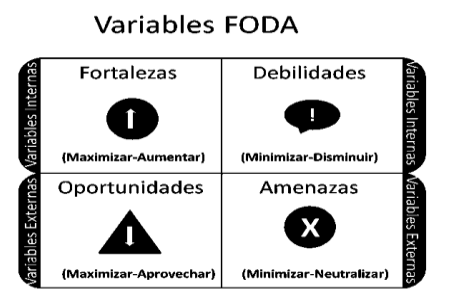 Variables FODA
Variables Internas
Fortalezas
(Maximizar-Aumentar)
Debilidades
!
(Minimizar-Disminuir)
Variables Internas
Variables Externas
Oportunidades
(Maximizar-Aprovechar)
Amenazas
X
(Minimizar-Neutralizar)
Variables Externas